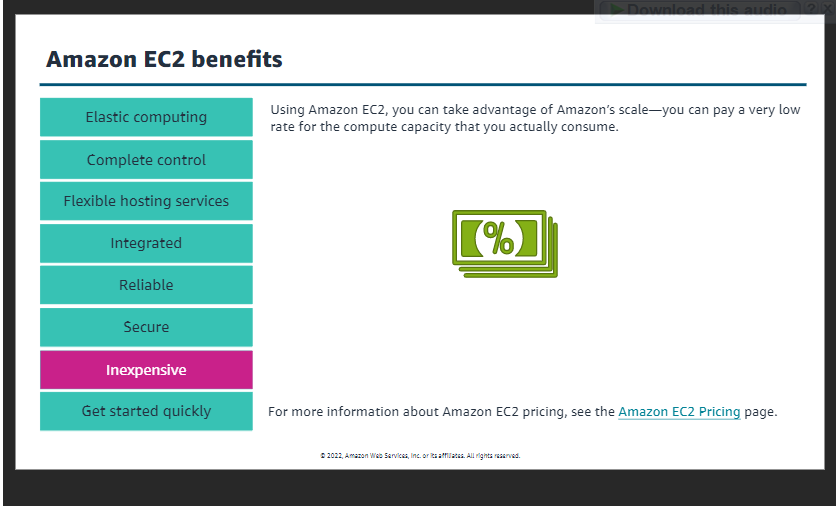 Download this audio ? X
Amazon EC2 benefits
Elastic computing
Complete control
Flexible hosting services
Integrated
Reliable
Secure
Inexpensive
Get started quickly
Using Amazon EC2, you can take advantage of Amazon's scale—you can pay a very low
rate for the compute capacity that you actually consume.
%
For more information about Amazon EC2 pricing, see the Amazon EC2 Pricing page.
© 2022, Amazon Web Services, Inc. or its affiliates. All rights reserved.